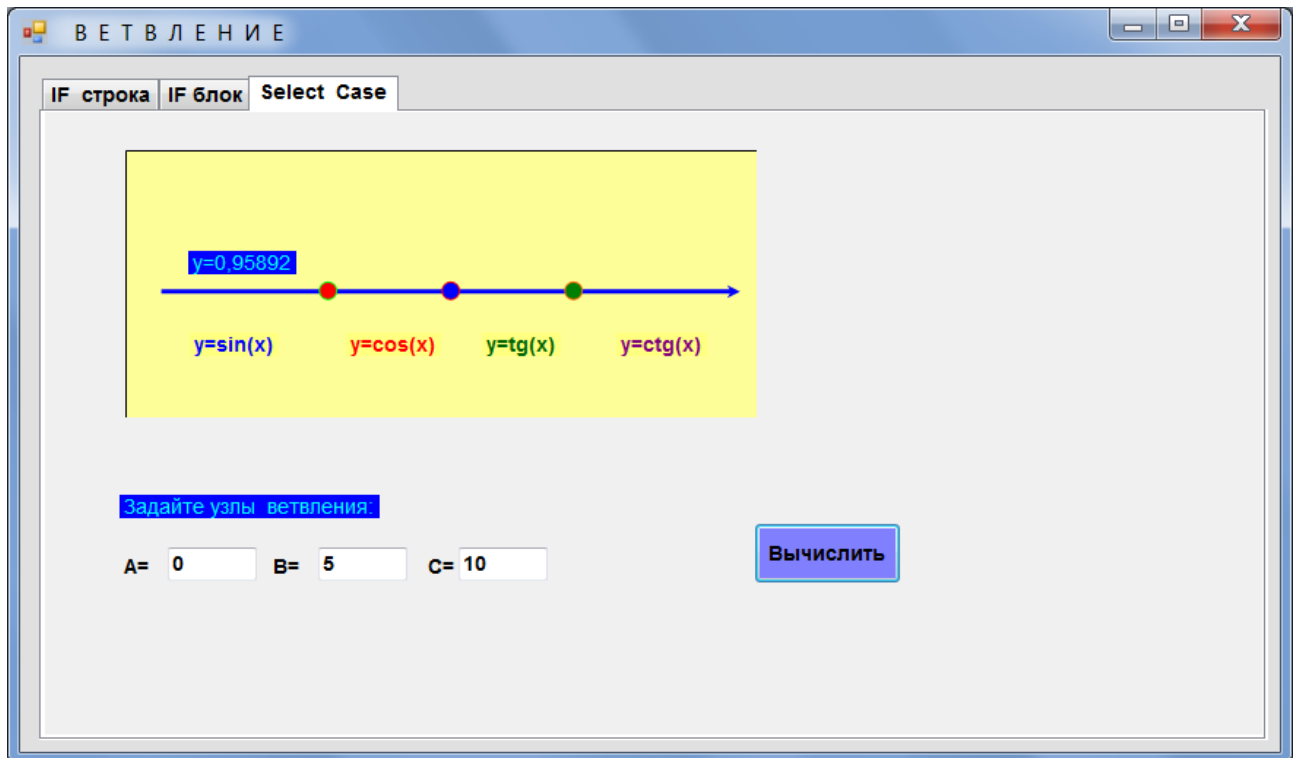 ВЕТВЛЕНИЕ
IF строка IF блок Select Case
y=0,95892
y=sin(x) y=cos(x) y=tg(x) y=ctg(x)
Задайте узлы ветвления:
A= 0 B= 5 C= 10
Вычислить